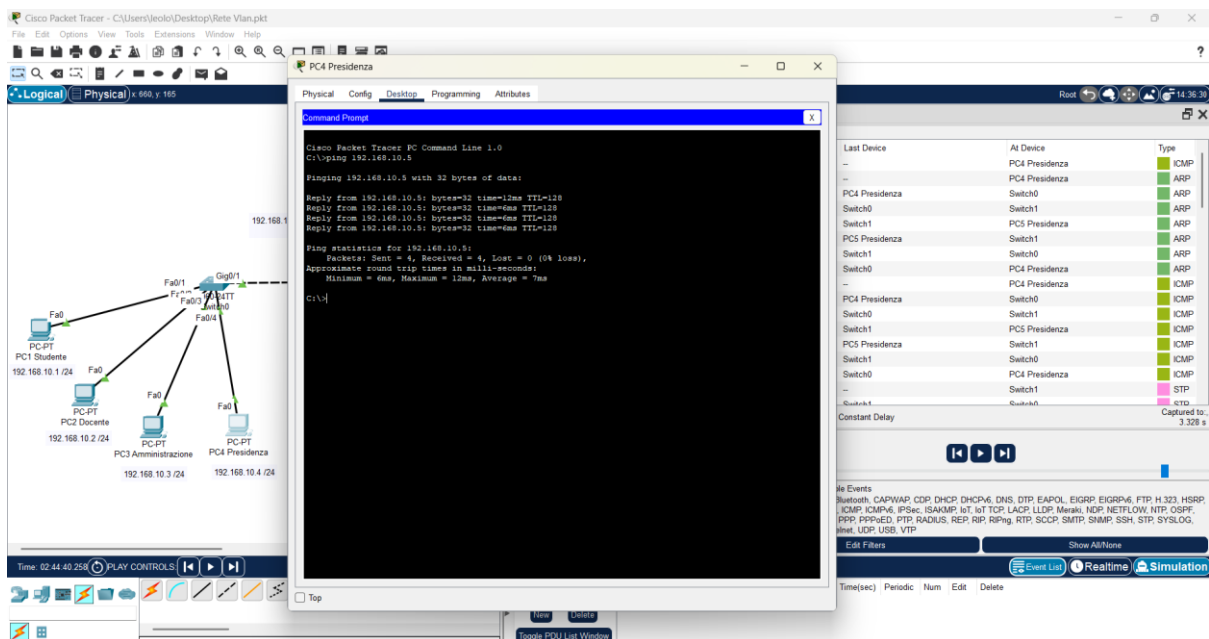 Cisco Packet Tracer - C:\Users\leolo\Desktop\Rete Vlan.pkt
File Edit Options View Tools Extensions Window Help
?
Logical Physical x: 660, y: 165
Root 14:36:30
PC4 Presidenza
Physical Config Desktop Programming Attributes
Command Prompt X
Cisco Packet Tracer PC Command Line 1.0
C:\>ping 192.168.10.5
Pinging 192.168.10.5 with 32 bytes of data:
Reply from 192.168.10.5: bytes=32 time=12ms TTL=128
Reply from 192.168.10.5: bytes=32 time=6ms TTL=128
Reply from 192.168.10.5: bytes=32 time=6ms TTL=128
Reply from 192.168.10.5: bytes=32 time=6ms TTL=128
Ping statistics for 192.168.10.5:
Packets: Sent = 4, Received = 4, Lost = 0 (0% loss),
Approximate round trip times in milli-seconds:
Minimum = 6ms, Maximum = 12ms, Average = 7ms
C:\>
Top
192.168.1
Fa0/1
Gig0/1
Fa0/3
24TT
Fa0/4
Fa0
PC-PT
PC1 Studente
192.168.10.1 /24
Fa0
PC-PT
PC2 Docente
192.168.10.2 /24
Fa0
PC-PT
PC3 Amministrazione
192.168.10.3 /24
Fa0
PC-PT
PC4 Presidenza
192.168.10.4 /24
Last Device At Device Type
-- PC4 Presidenza ICMP
-- PC4 Presidenza ARP
PC4 Presidenza Switch0 ARP
Switch0 Switch1 ARP
Switch1 PC5 Presidenza ARP
PC5 Presidenza Switch1 ARP
Switch1 Switch0 ARP
Switch0 PC4 Presidenza ARP
-- PC4 Presidenza ICMP
PC4 Presidenza Switch0 ICMP
Switch0 Switch1 ICMP
Switch1 PC5 Presidenza ICMP
PC5 Presidenza Switch1 ICMP
Switch1 Switch0 ICMP
Switch0 PC4 Presidenza ICMP
-- Switch1 STP
Switch1 Switch0 STP
Constant Delay
Captured to:
3.328 s
Events
CAPWAP, CDP, DHCP, DHCPv6, DNS, DTP, EAPOL, EIGRP, EIGRPv6, FTP, H.323, HSRP,
ICMP, ICMPv6, IPSec, ISAKMP, IoT, IoT TCP, LACP, LLDP, Meraki, NDP, NETFLOW, NTP, OSPF,
PPP, PPPoED, PTP, RADIUS, REP, RIP, RIPng, RTP, SCCP, SMTP, SNMP, SSH, STP, SYSLOG,
UDP, USB, VTP
Edit Filters Show All/None
Time: 02:44:40.258 PLAY CONTROLS:
Event List Realtime Simulation
Time(sec) Periodic Num Edit Delete
New Delete
Toggle PDU List Window